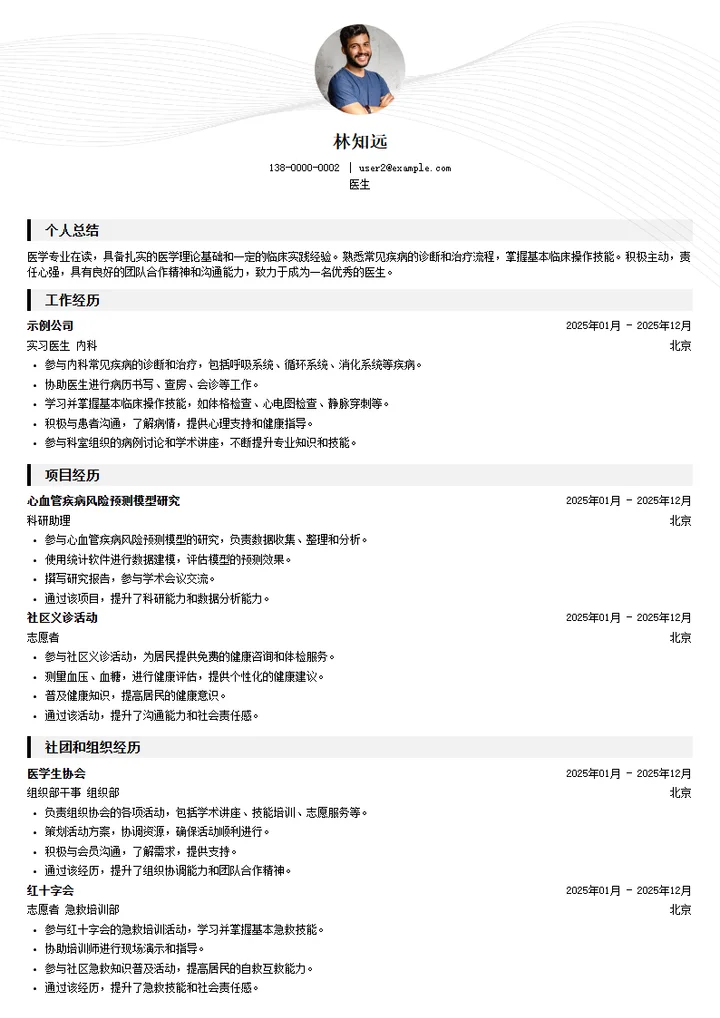 林知远
138-0000-0002 | user2@example.com
医生
个人总结
医学专业在读，具备扎实的医学理论基础和一定的临床实践经验。熟悉常见疾病的诊断和治疗流程，掌握基本临床操作技能。积极主动，责
任心强，具有良好的团队合作精神和沟通能力，致力于成为一名优秀的医生。
工作经历
示例公司 2025年01月 - 2025年12月
实习医生 内科 北京
• 参与内科常见疾病的诊断和治疗，包括呼吸系统、循环系统、消化系统等疾病。
• 协助医生进行病历书写、查房、会诊等工作。
• 学习并掌握基本临床操作技能，如体格检查、心电图检查、静脉穿刺等。
• 积极与患者沟通，了解病情，提供心理支持和健康指导。
• 参与科室组织的病例讨论和学术讲座，不断提升专业知识和技能。
项目经历
心血管疾病风险预测模型研究 2025年01月 - 2025年12月
科研助理 北京
• 参与心血管疾病风险预测模型的研究，负责数据收集、整理和分析。
• 使用统计软件进行数据建模，评估模型的预测效果。
• 撰写研究报告，参与学术会议交流。
• 通过该项目，提升了科研能力和数据分析能力。
社区义诊活动 2025年01月 - 2025年12月
志愿者 北京
• 参与社区义诊活动，为居民提供免费的健康咨询和体检服务。
• 测量血压、血糖，进行健康评估，提供个性化的健康建议。
• 普及健康知识，提高居民的健康意识。
• 通过该活动，提升了沟通能力和社会责任感。
社团和组织经历
医学生协会 2025年01月 - 2025年12月
组织部干事 组织部 北京
• 负责组织协会的各项活动，包括学术讲座、技能培训、志愿服务等。
• 策划活动方案，协调资源，确保活动顺利进行。
• 积极与会员沟通，了解需求，提供支持。
• 通过该经历，提升了组织协调能力和团队合作精神。
红十字会 2025年01月 - 2025年12月
志愿者 急救培训部 北京
• 参与红十字会的急救培训活动，学习并掌握基本急救技能。
• 协助培训师进行现场演示和指导。
• 参与社区急救知识普及活动，提高居民的自救互救能力。
• 通过该经历，提升了急救技能和社会责任感。